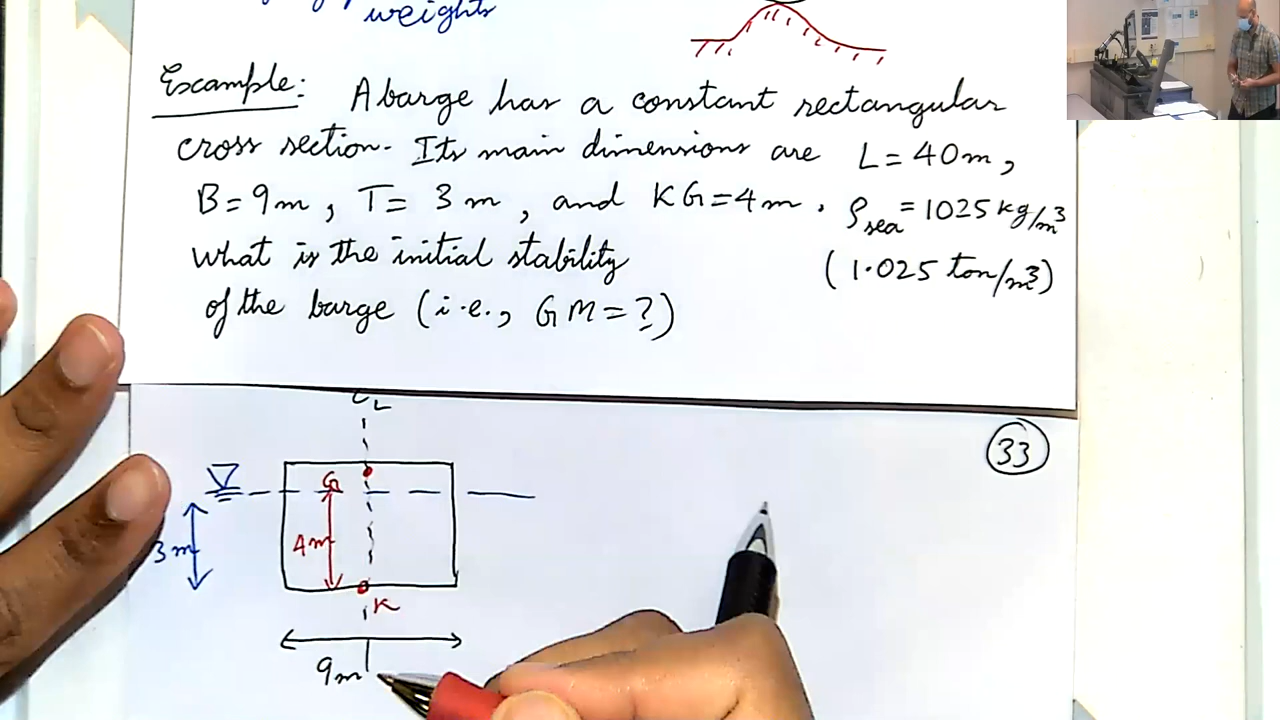 weights
Example: A barge has a constant rectangular
cross section. Its main dimensions are L = 40m,
B = 9m, T = 3m, and KG = 4m. ρsea = 1025 kg/m³
What is the initial stability (1.025 ton/m³)
of the barge (i.e., GM = ?)
CL
33
G
3m
4m
K
9m